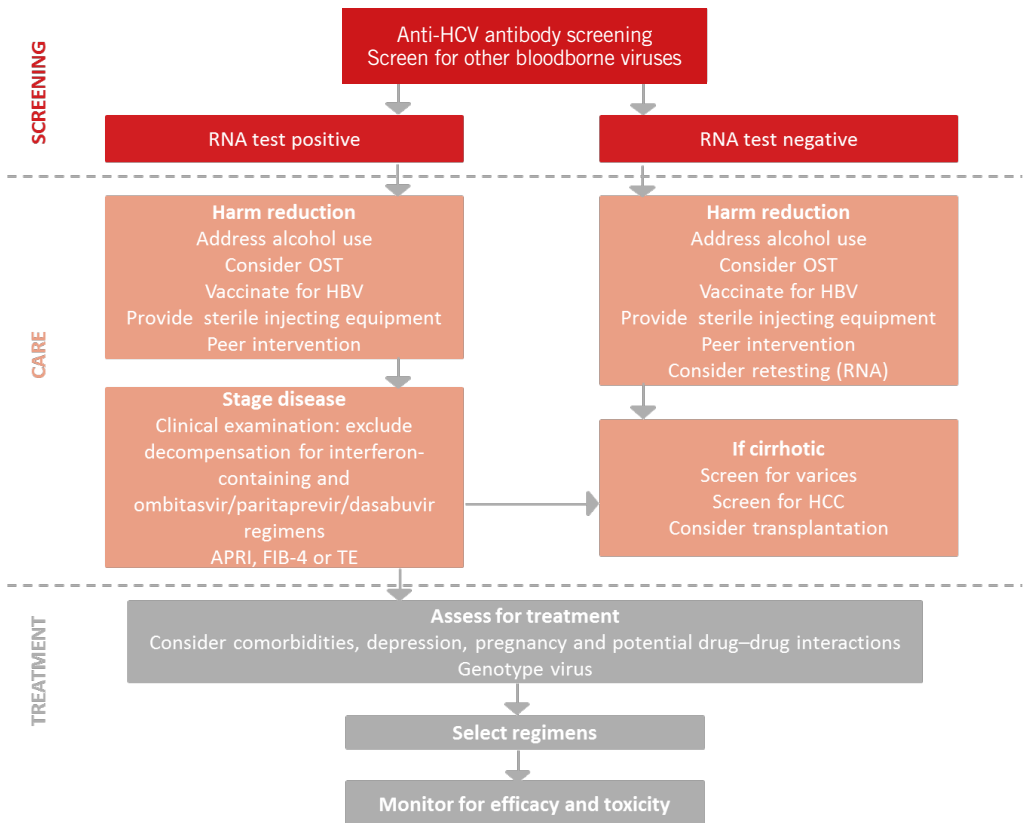 SCREENING
Anti-HCV antibody screening
Screen for other bloodborne viruses
RNA test positive
RNA test negative
CARE
Harm reduction
Address alcohol use
Consider OST
Vaccinate for HBV
Provide sterile injecting equipment
Peer intervention
Harm reduction
Address alcohol use
Consider OST
Vaccinate for HBV
Provide sterile injecting equipment
Peer intervention
Consider retesting (RNA)
Stage disease
Clinical examination: exclude
decompensation for interferon-
containing and
ombitasvir/paritaprevir/dasabuvir
regimens
APRI, FIB-4 or TE
If cirrhotic
Screen for varices
Screen for HCC
Consider transplantation
TREATMENT
Assess for treatment
Consider comorbidities, depression, pregnancy and potential drug–drug interactions
Genotype virus
Select regimens
Monitor for efficacy and toxicity